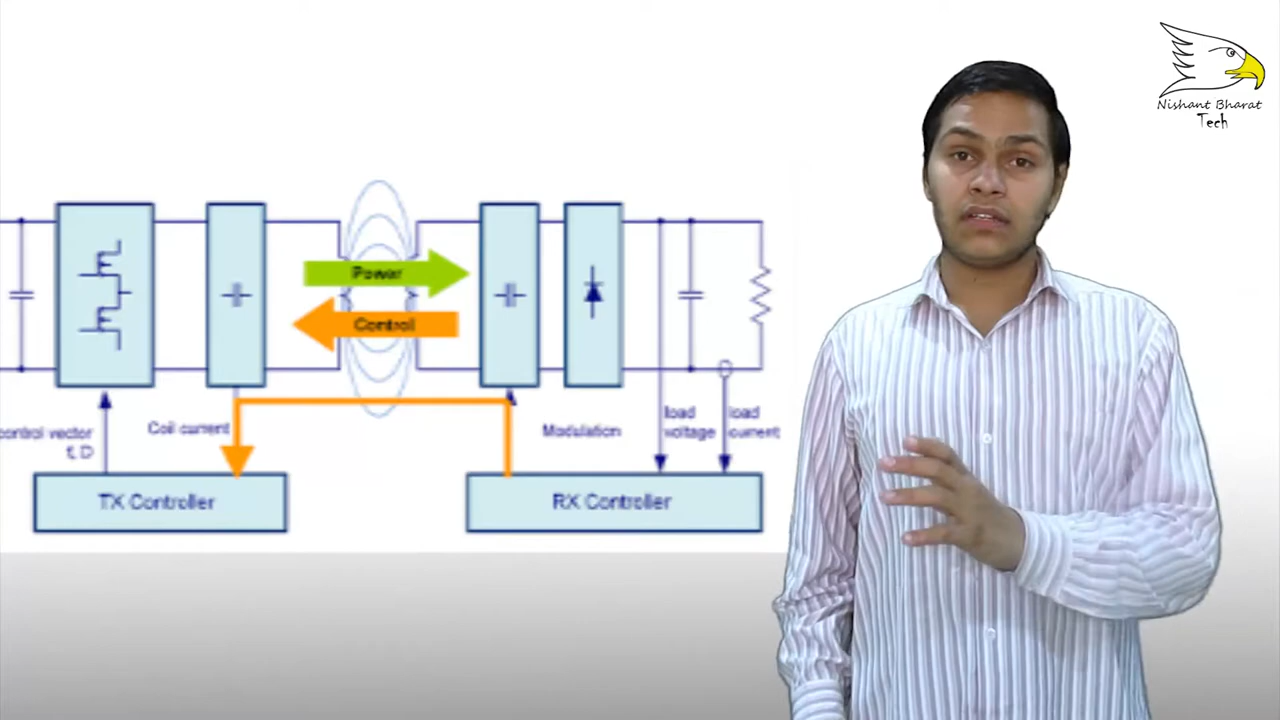 Nishant Bharat
Tech
Power
Control
control vector
f, D
Coil current
Modulation
load
voltage
load
current
TX Controller
RX Controller